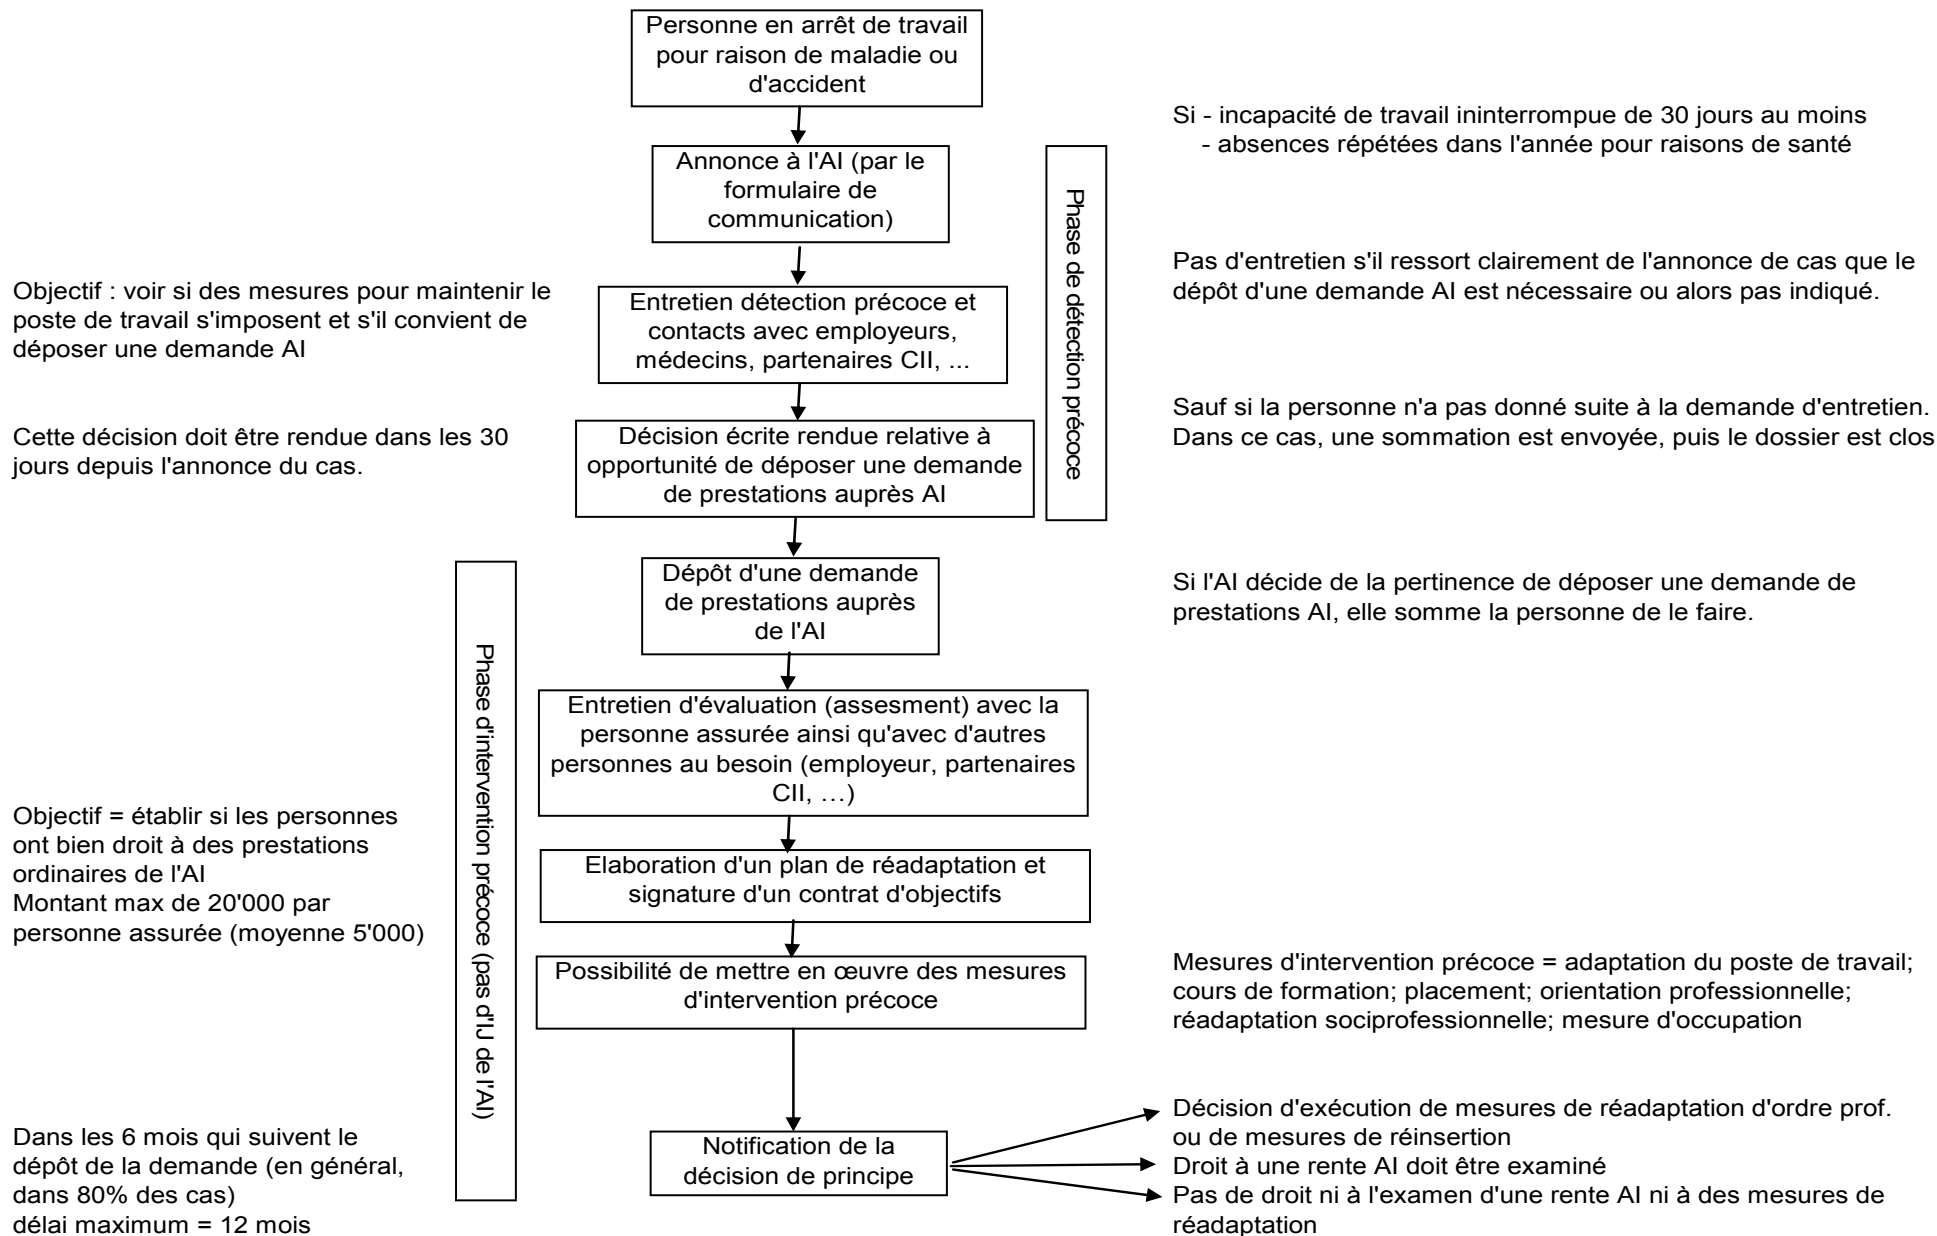 Personne en arrêt de travail
pour raison de maladie ou
d'accident
Si - incapacité de travail ininterrompue de 30 jours au moins
- absences répétées dans l'année pour raisons de santé
Annonce à l'AI (par le
formulaire de
communication)
Phase de détection précoce
Pas d'entretien s'il ressort clairement de l'annonce de cas que le
dépôt d'une demande AI est nécessaire ou alors pas indiqué.
Objectif : voir si des mesures pour maintenir le
poste de travail s'imposent et s'il convient de
déposer une demande AI
Entretien détection précoce et
contacts avec employeurs,
médecins, partenaires CII, ...
Sauf si la personne n'a pas donné suite à la demande d'entretien.
Dans ce cas, une sommation est envoyée, puis le dossier est clos
Cette décision doit être rendue dans les 30
jours depuis l'annonce du cas.
Décision écrite rendue relative à
opportunité de déposer une demande
de prestations auprès AI
Dépôt d'une demande
de prestations auprès
de l'AI
Si l'AI décide de la pertinence de déposer une demande de
prestations AI, elle somme la personne de le faire.
Phase d'intervention précoce (pas d'IJ de l'AI)
Entretien d'évaluation (assesment) avec la
personne assurée ainsi qu'avec d'autres
personnes au besoin (employeur, partenaires
CII, …)
Objectif = établir si les personnes
ont bien droit à des prestations
ordinaires de l'AI
Montant max de 20'000 par
personne assurée (moyenne 5'000)
Elaboration d'un plan de réadaptation et
signature d'un contrat d'objectifs
Possibilité de mettre en œuvre des mesures
d'intervention précoce
Mesures d'intervention précoce = adaptation du poste de travail;
cours de formation; placement; orientation professionnelle;
réadaptation sociprofessionnelle; mesure d'occupation
Dans les 6 mois qui suivent le
dépôt de la demande (en général,
dans 80% des cas)
délai maximum = 12 mois
Notification de la
décision de principe
Décision d'exécution de mesures de réadaptation d'ordre prof.
ou de mesures de réinsertion
Droit à une rente AI doit être examiné
Pas de droit ni à l'examen d'une rente AI ni à des mesures de
réadaptation